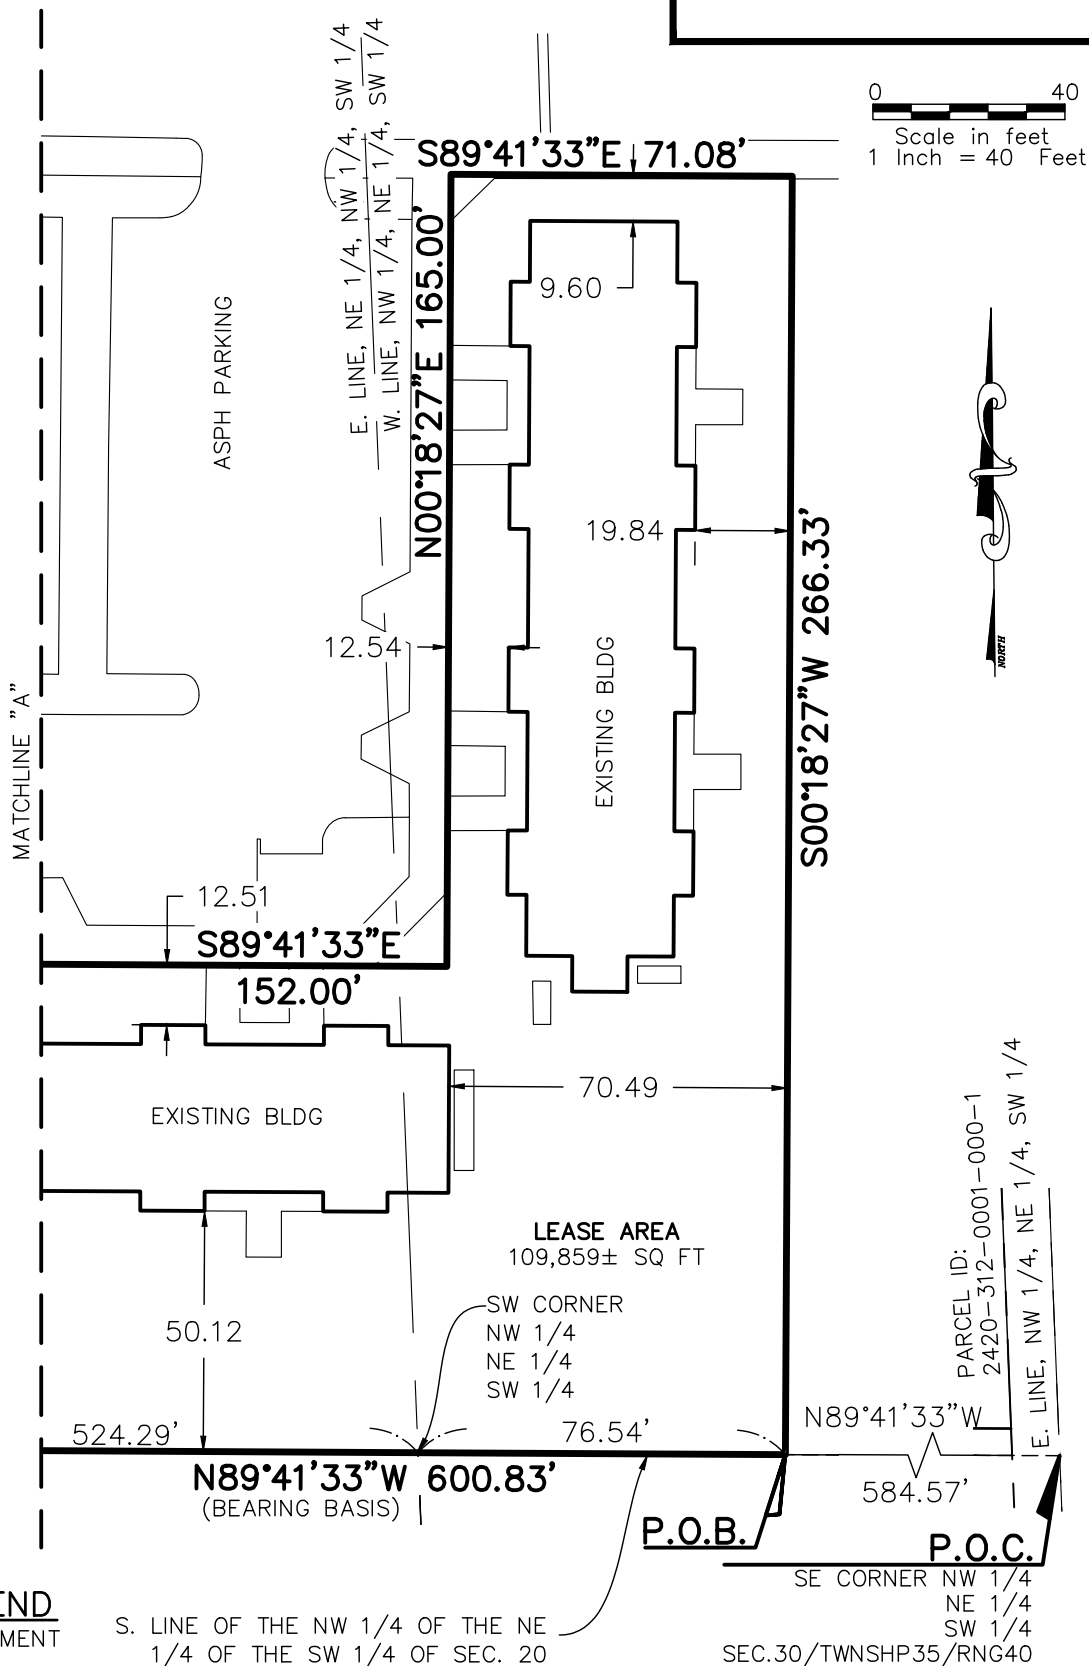 0 40
Scale in feet
1 Inch = 40 Feet
E. LINE, NE 1/4, NW 1/4, SW 1/4
W. LINE, NW 1/4, NE 1/4, SW 1/4
S89°41'33"E 71.08'
N00°18'27"E 165.00'
9.60
ASPH PARKING
19.84
12.54
EXISTING BLDG
S00°18'27"W 266.33'
NORTH
MATCHLINE "A"
12.51
S89°41'33"E
152.00'
70.49
EXISTING BLDG
LEASE AREA
109,859± SQ FT
SW CORNER
NW 1/4
NE 1/4
SW 1/4
50.12
PARCEL ID:
2420-312-0001-000-1
E. LINE, NW 1/4, NE 1/4, SW 1/4
524.29'
76.54'
N89°41'33"W
584.57'
N89°41'33"W 600.83'
(BEARING BASIS)
P.O.B.
P.O.C.
SE CORNER NW 1/4
NE 1/4
SW 1/4
SEC.30/TWNSHP35/RNG40
END
MENT
S. LINE OF THE NW 1/4 OF THE NE
1/4 OF THE SW 1/4 OF SEC. 20